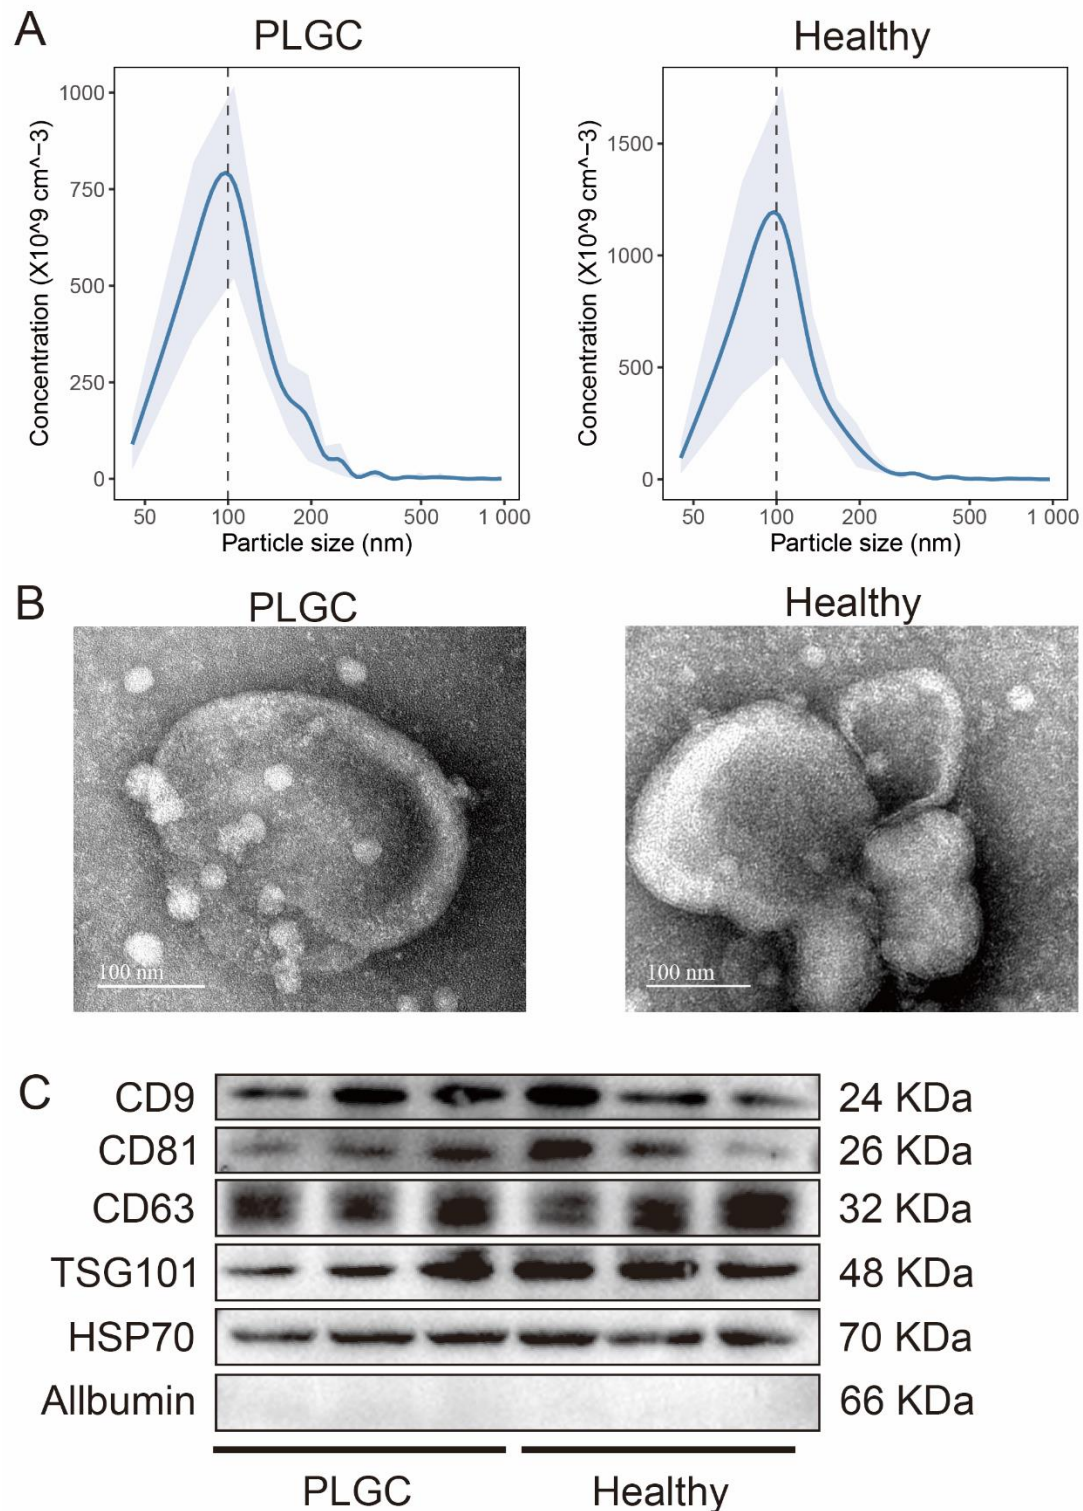 A
PLGC
Healthy
Concentration (X10^9 cm^−3)
1000
750
500
250
0
50 100 200 500 1 000
Particle size (nm)
Concentration (X10^9 cm^−3)
1500
1000
500
0
50 100 200 500 1 000
Particle size (nm)
B
PLGC
Healthy
100 nm
100 nm
C
CD9 24 KDa
CD81 26 KDa
CD63 32 KDa
TSG101 48 KDa
HSP70 70 KDa
Allbumin 66 KDa
PLGC Healthy